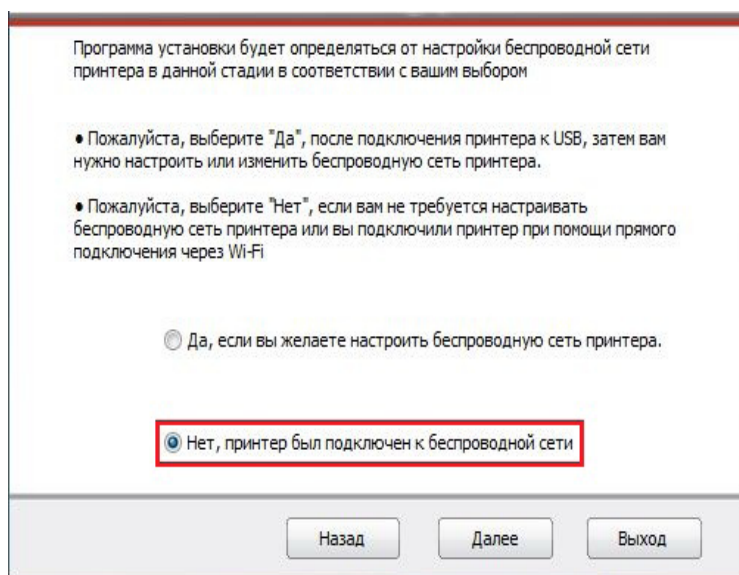 Программа установки будет определяться от настройки беспроводной сети
принтера в данной стадии в соответствии с вашим выбором
• Пожалуйста, выберите "Да", после подключения принтера к USB, затем вам
нужно настроить или изменить беспроводную сеть принтера.
• Пожалуйста, выберите "Нет", если вам не требуется настраивать
беспроводную сеть принтера или вы подключили принтер при помощи прямого
подключения через Wi-Fi
Да, если вы желаете настроить беспроводную сеть принтера.
Нет, принтер был подключен к беспроводной сети
Назад Далее Выход